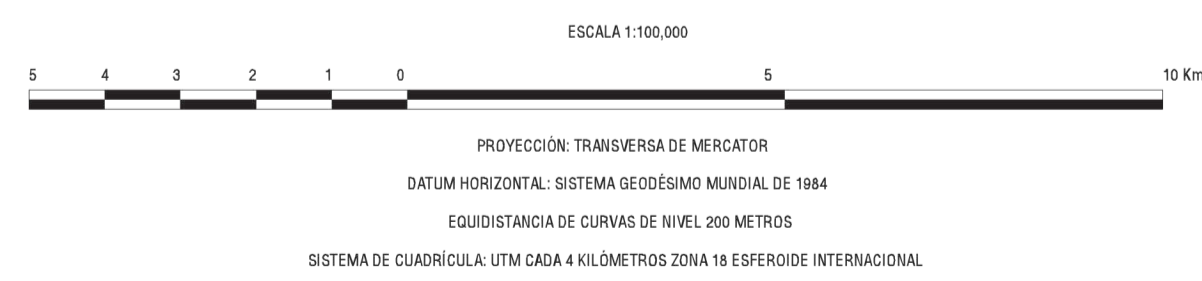 ESCALA 1:100,000
5 4 3 2 1 0 5 10 Km
PROYECCIÓN: TRANSVERSA DE MERCATOR
DATUM HORIZONTAL: SISTEMA GEODÉSIMO MUNDIAL DE 1984
EQUIDISTANCIA DE CURVAS DE NIVEL 200 METROS
SISTEMA DE CUADRÍCULA: UTM CADA 4 KILÓMETROS ZONA 18 ESFEROIDE INTERNACIONAL